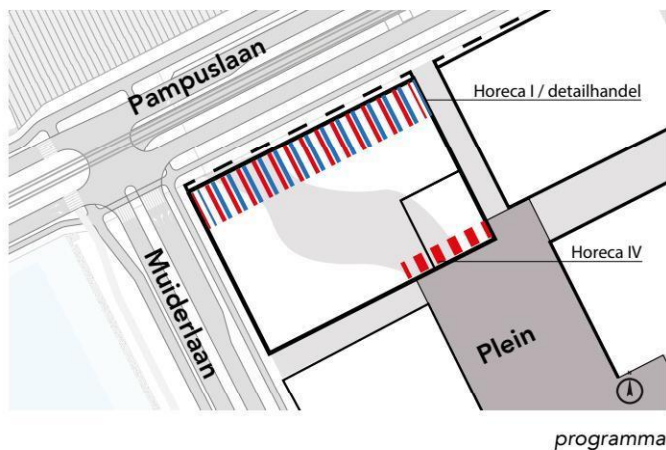 Pampuslaan
Horeca I / detailhandel
Muiderlaan
Horeca IV
Plein
programma